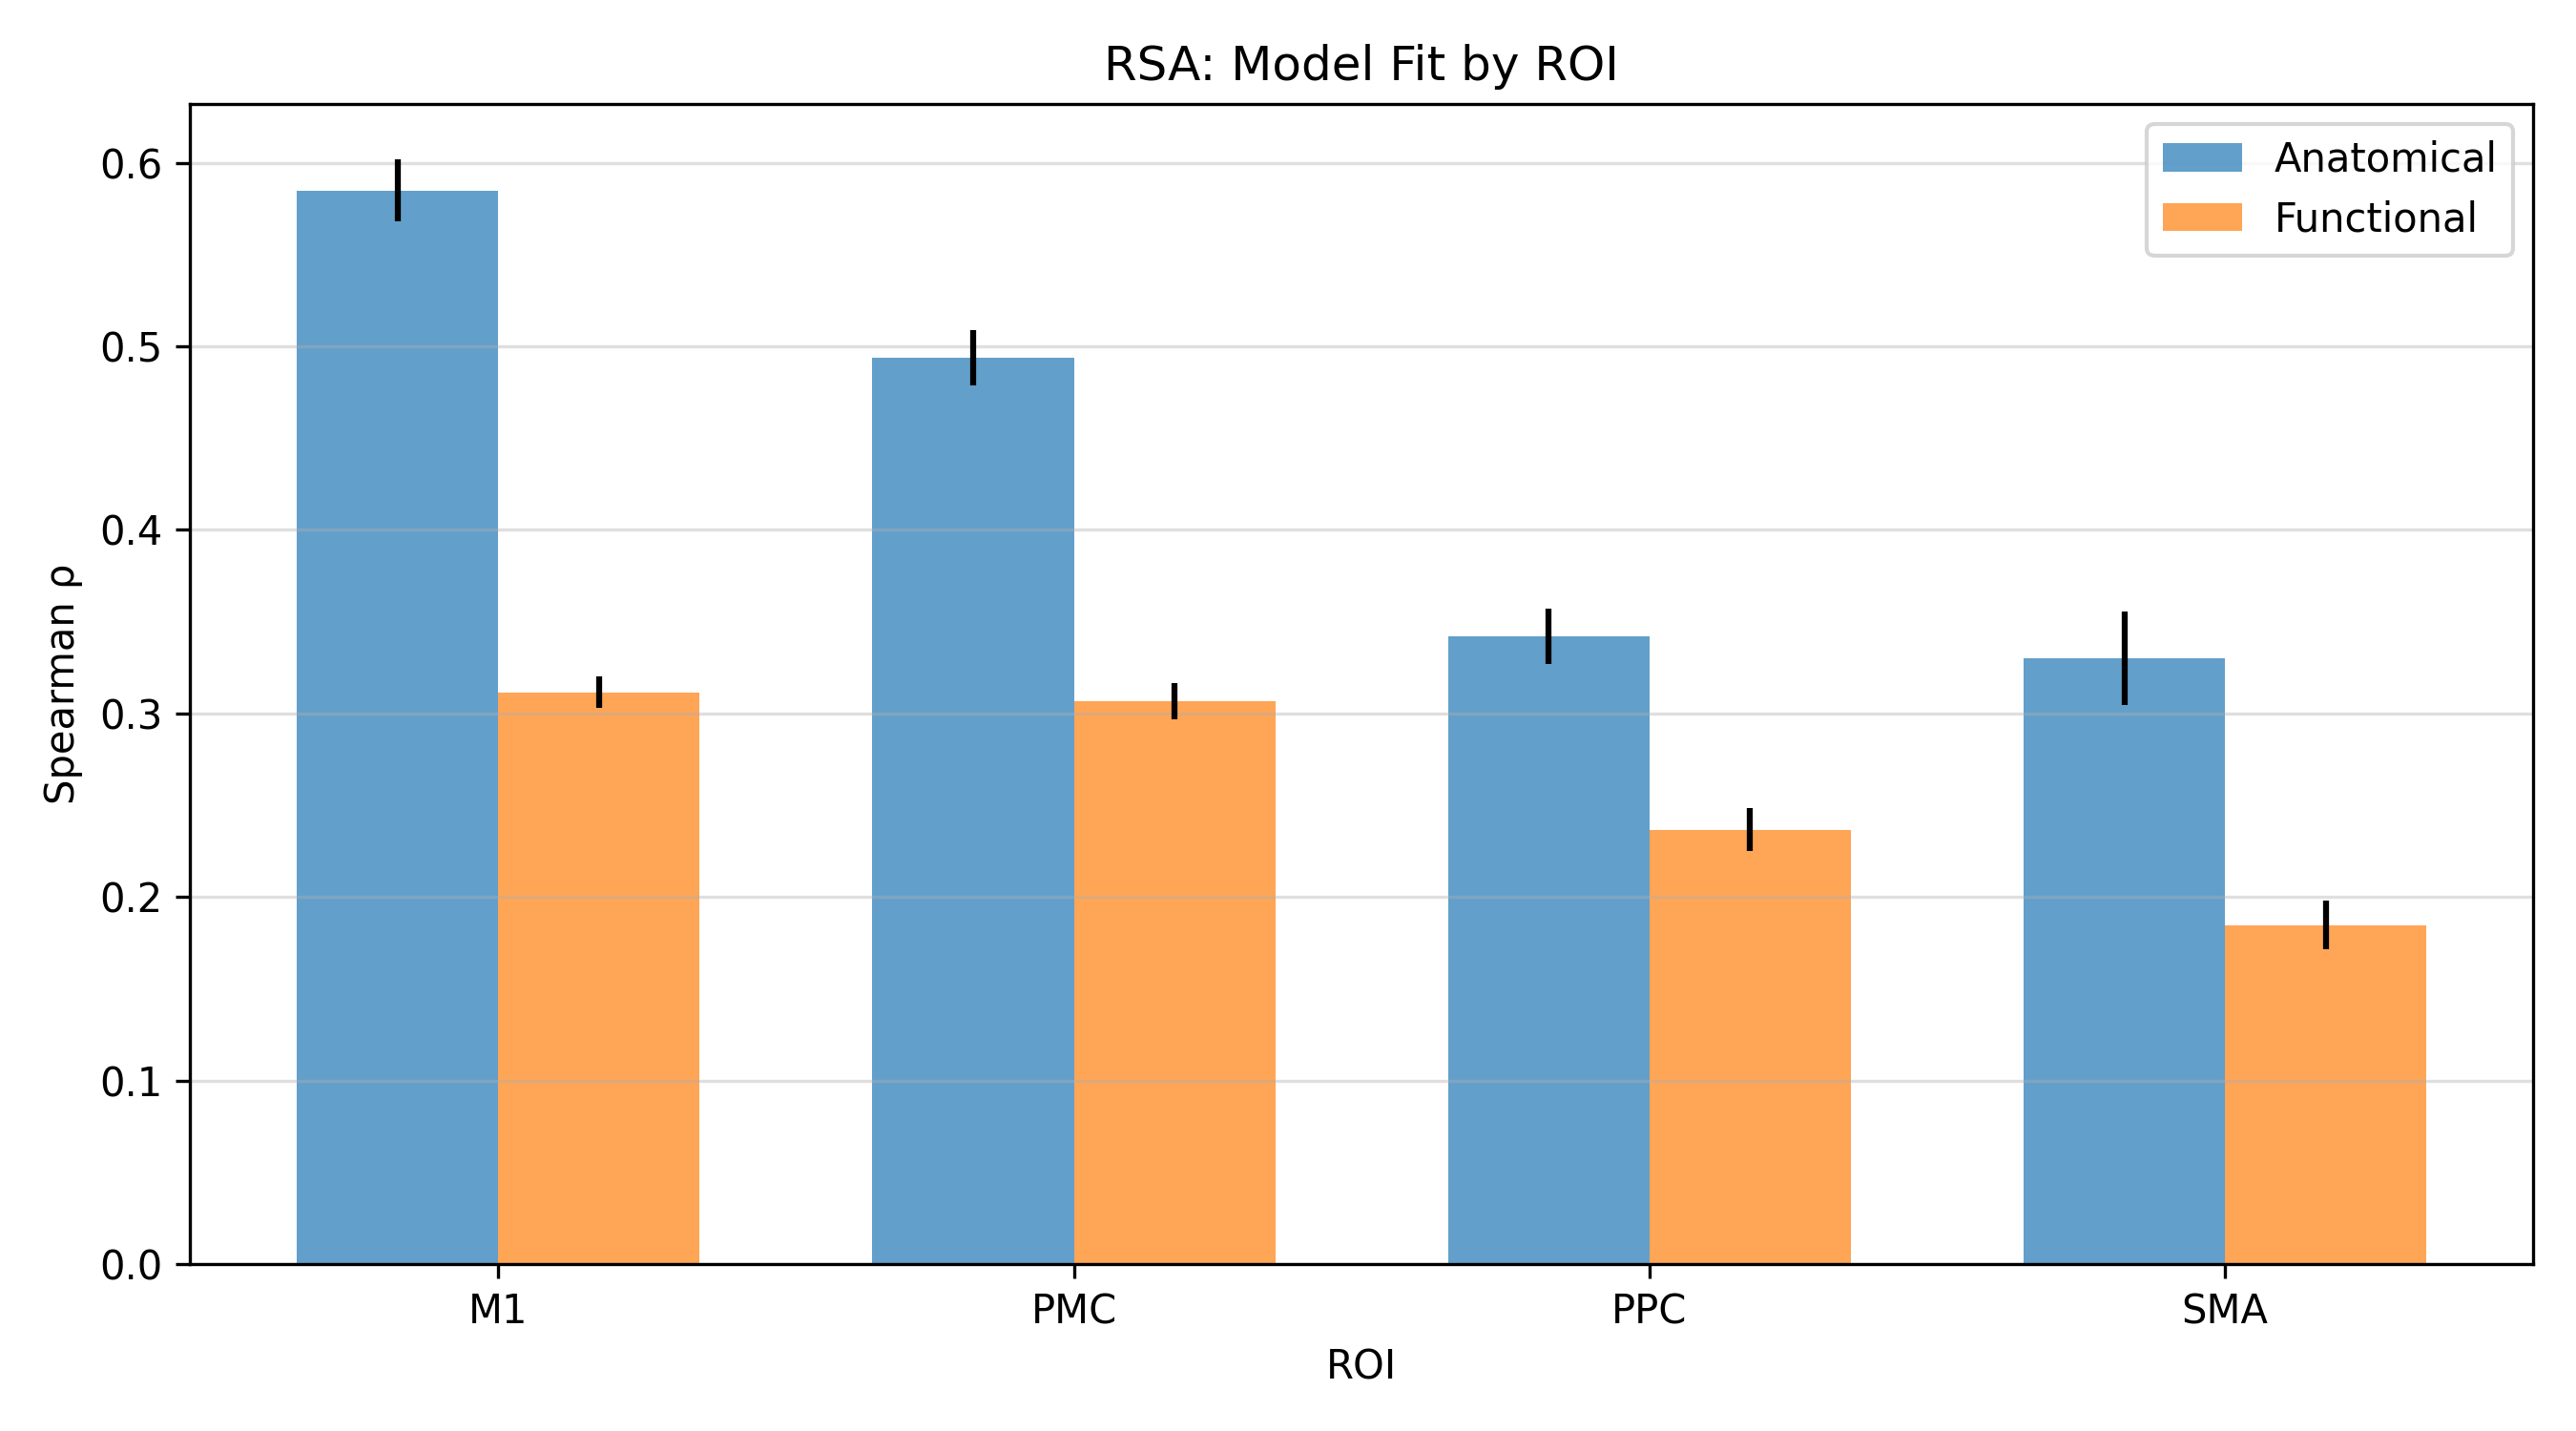 RSA: Model Fit by ROI
Anatomical
Functional
Spearman ρ
0.6
0.5
0.4
0.3
0.2
0.1
0.0
M1
PMC
PPC
SMA
ROI